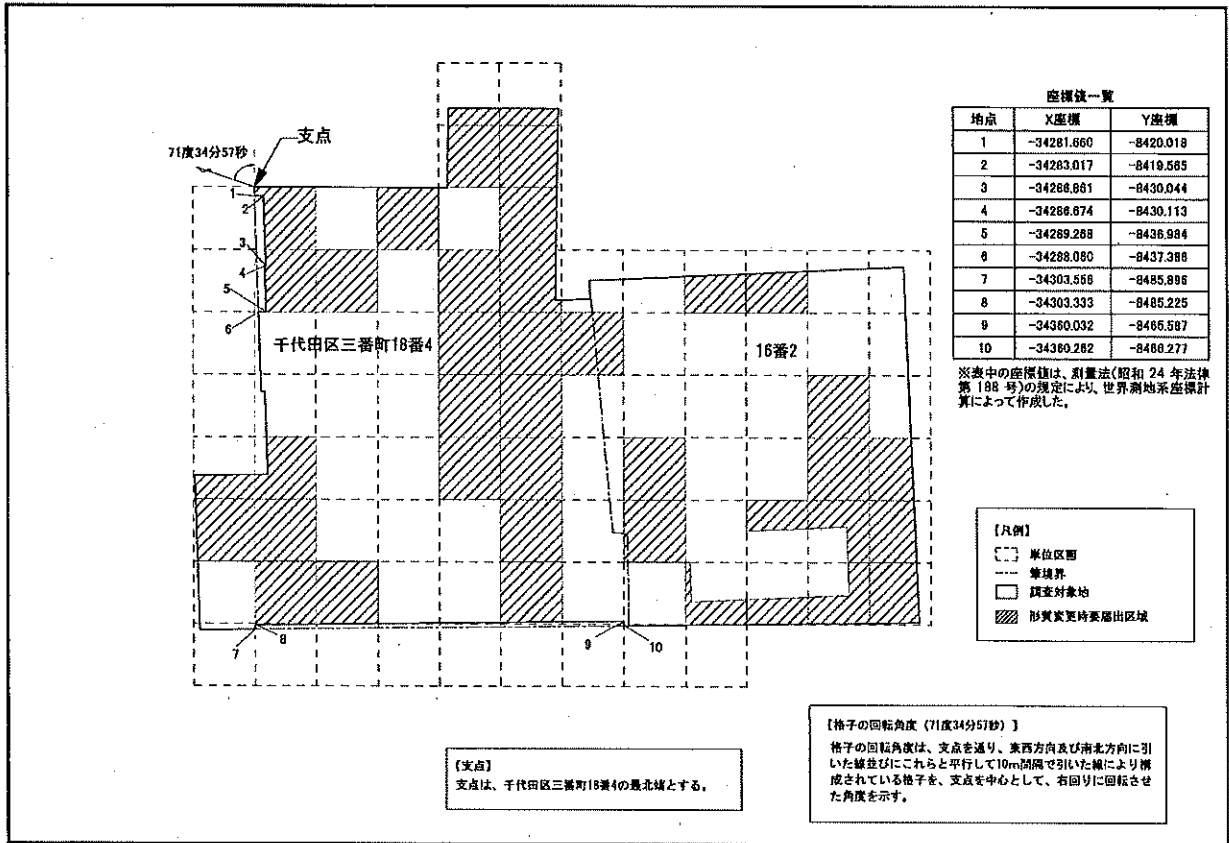 支点
71度34分57秒
1
2
3
4
5
6
千代田区三番町18番4
16番2
7
8
9
10
座標値一覧
地点 X座標 Y座標
1 -34281.660 -8420.018
2 -34283.017 -8419.565
3 -34286.861 -8430.044
4 -34286.674 -8430.113
5 -34289.268 -8436.984
6 -34288.080 -8437.386
7 -34303.556 -8485.896
8 -34303.333 -8485.225
9 -34360.032 -8465.587
10 -34360.262 -8466.277
※表中の座標値は、測量法(昭和 24 年法律
第 188 号)の規定により、世界測地系座標計
算によって作成した。
【凡例】
単位区画
筆境界
調査対象地
形質変更時要届出区域
【支点】
支点は、千代田区三番町18番4の最北端とする。
【格子の回転角度（71度34分57秒）】
格子の回転角度は、支点を通り、東西方向及び南北方向に引
いた線並びにこれらと平行して10m間隔で引いた線により構
成されている格子を、支点を中心として、右回りに回転させ
た角度を示す。